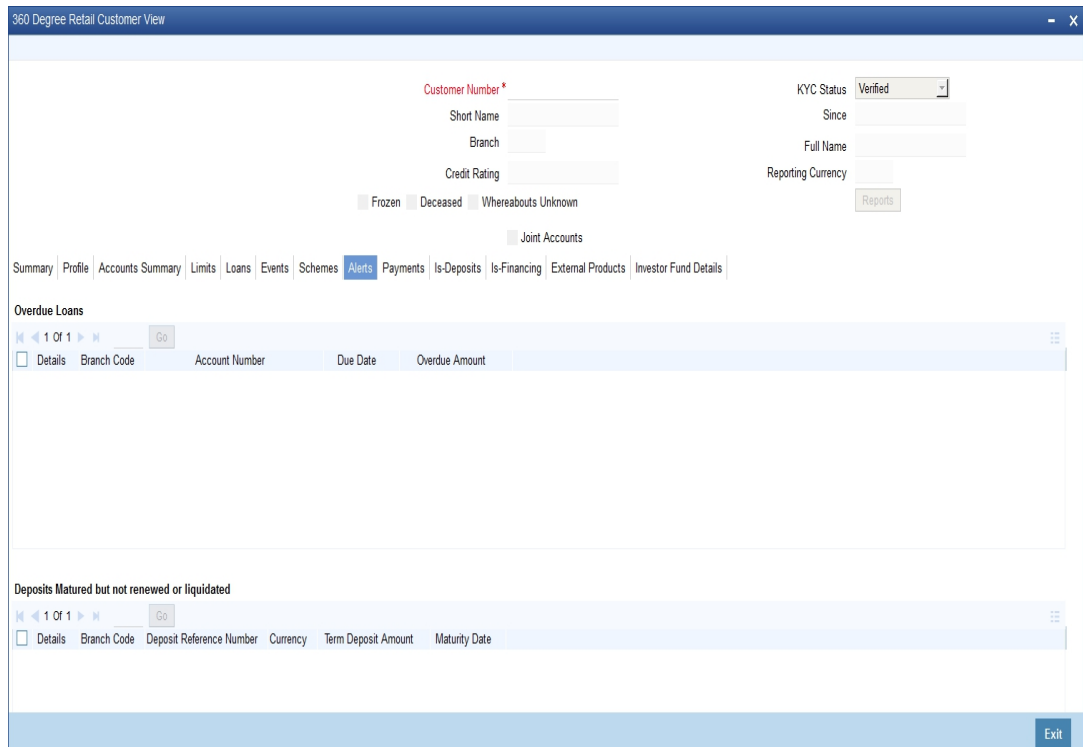 360 Degree Retail Customer View
Customer Number * KYC Status Verified
Short Name Since
Branch Full Name
Credit Rating Reporting Currency
Frozen Deceased Whereabouts Unknown Reports
Joint Accounts
Summary Profile Accounts Summary Limits Loans Events Schemes Alerts Payments Is-Deposits Is-Financing External Products Investor Fund Details
Overdue Loans
1 Of 1 Go
Details Branch Code Account Number Due Date Overdue Amount
Deposits Matured but not renewed or liquidated
1 Of 1 Go
Details Branch Code Deposit Reference Number Currency Term Deposit Amount Maturity Date
Exit